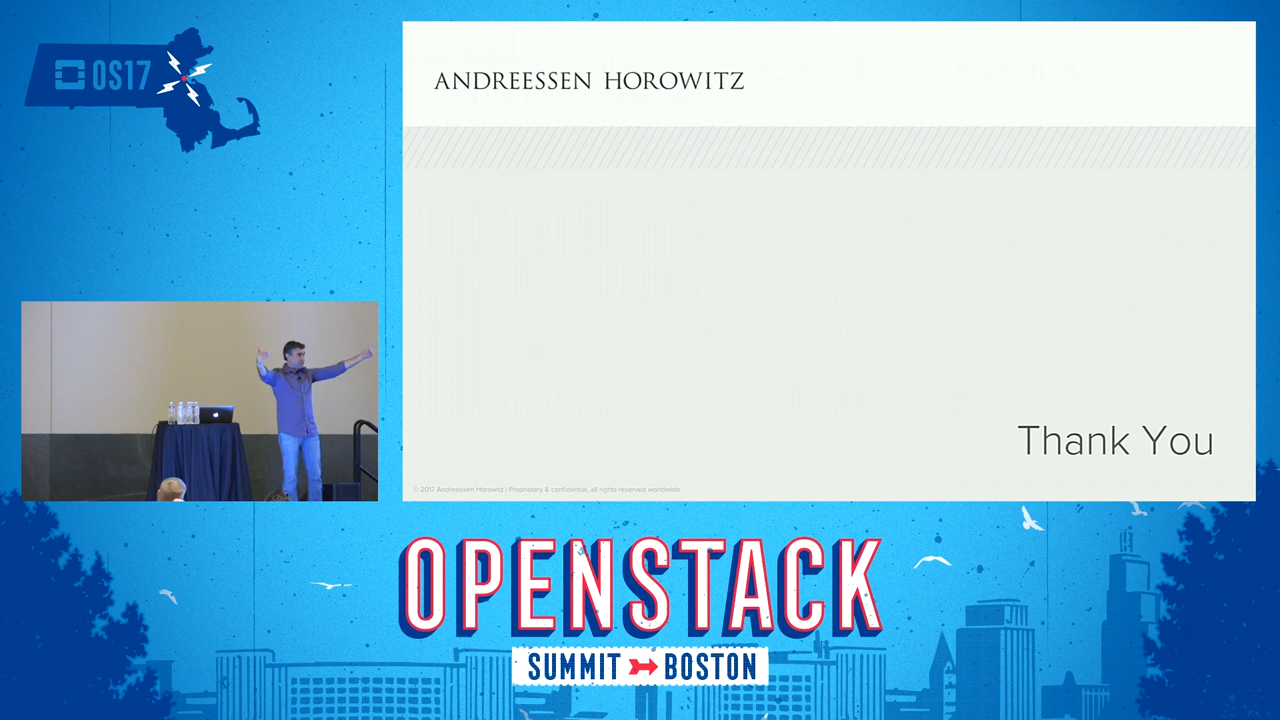 OS17
ANDREESSEN HOROWITZ
Thank You
© 2017 Andreessen Horowitz | Proprietary & confidential, all rights reserved worldwide.
OPENSTACK
SUMMIT BOSTON